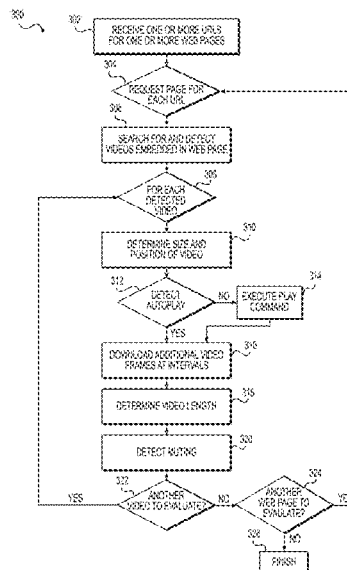 300
302
RECEIVE ONE OR MORE URLS
FOR ONE OR MORE WEB PAGES
304
REQUEST PAGE FOR
EACH URL
306
SEARCH FOR AND DETECT
VIDEOS EMBEDDED IN WEB PAGE
FOR EACH
DETECTED
VIDEO
310
DETERMINE SIZE AND
POSITION OF VIDEO
312
DETECT
AUTOPLAY
NO
314
EXECUTE PLAY
COMMAND
YES
DOWNLOAD ADDITIONAL VIDEO
FRAMES AT INTERVALS
DETERMINE VIDEO LENGTH
320
DETECT MUTING
322
ANOTHER
VIDEO TO EVALUATE?
YES
NO
324
ANOTHER
WEB PAGE TO
EVALUATE?
YES
NO
328
FINISH